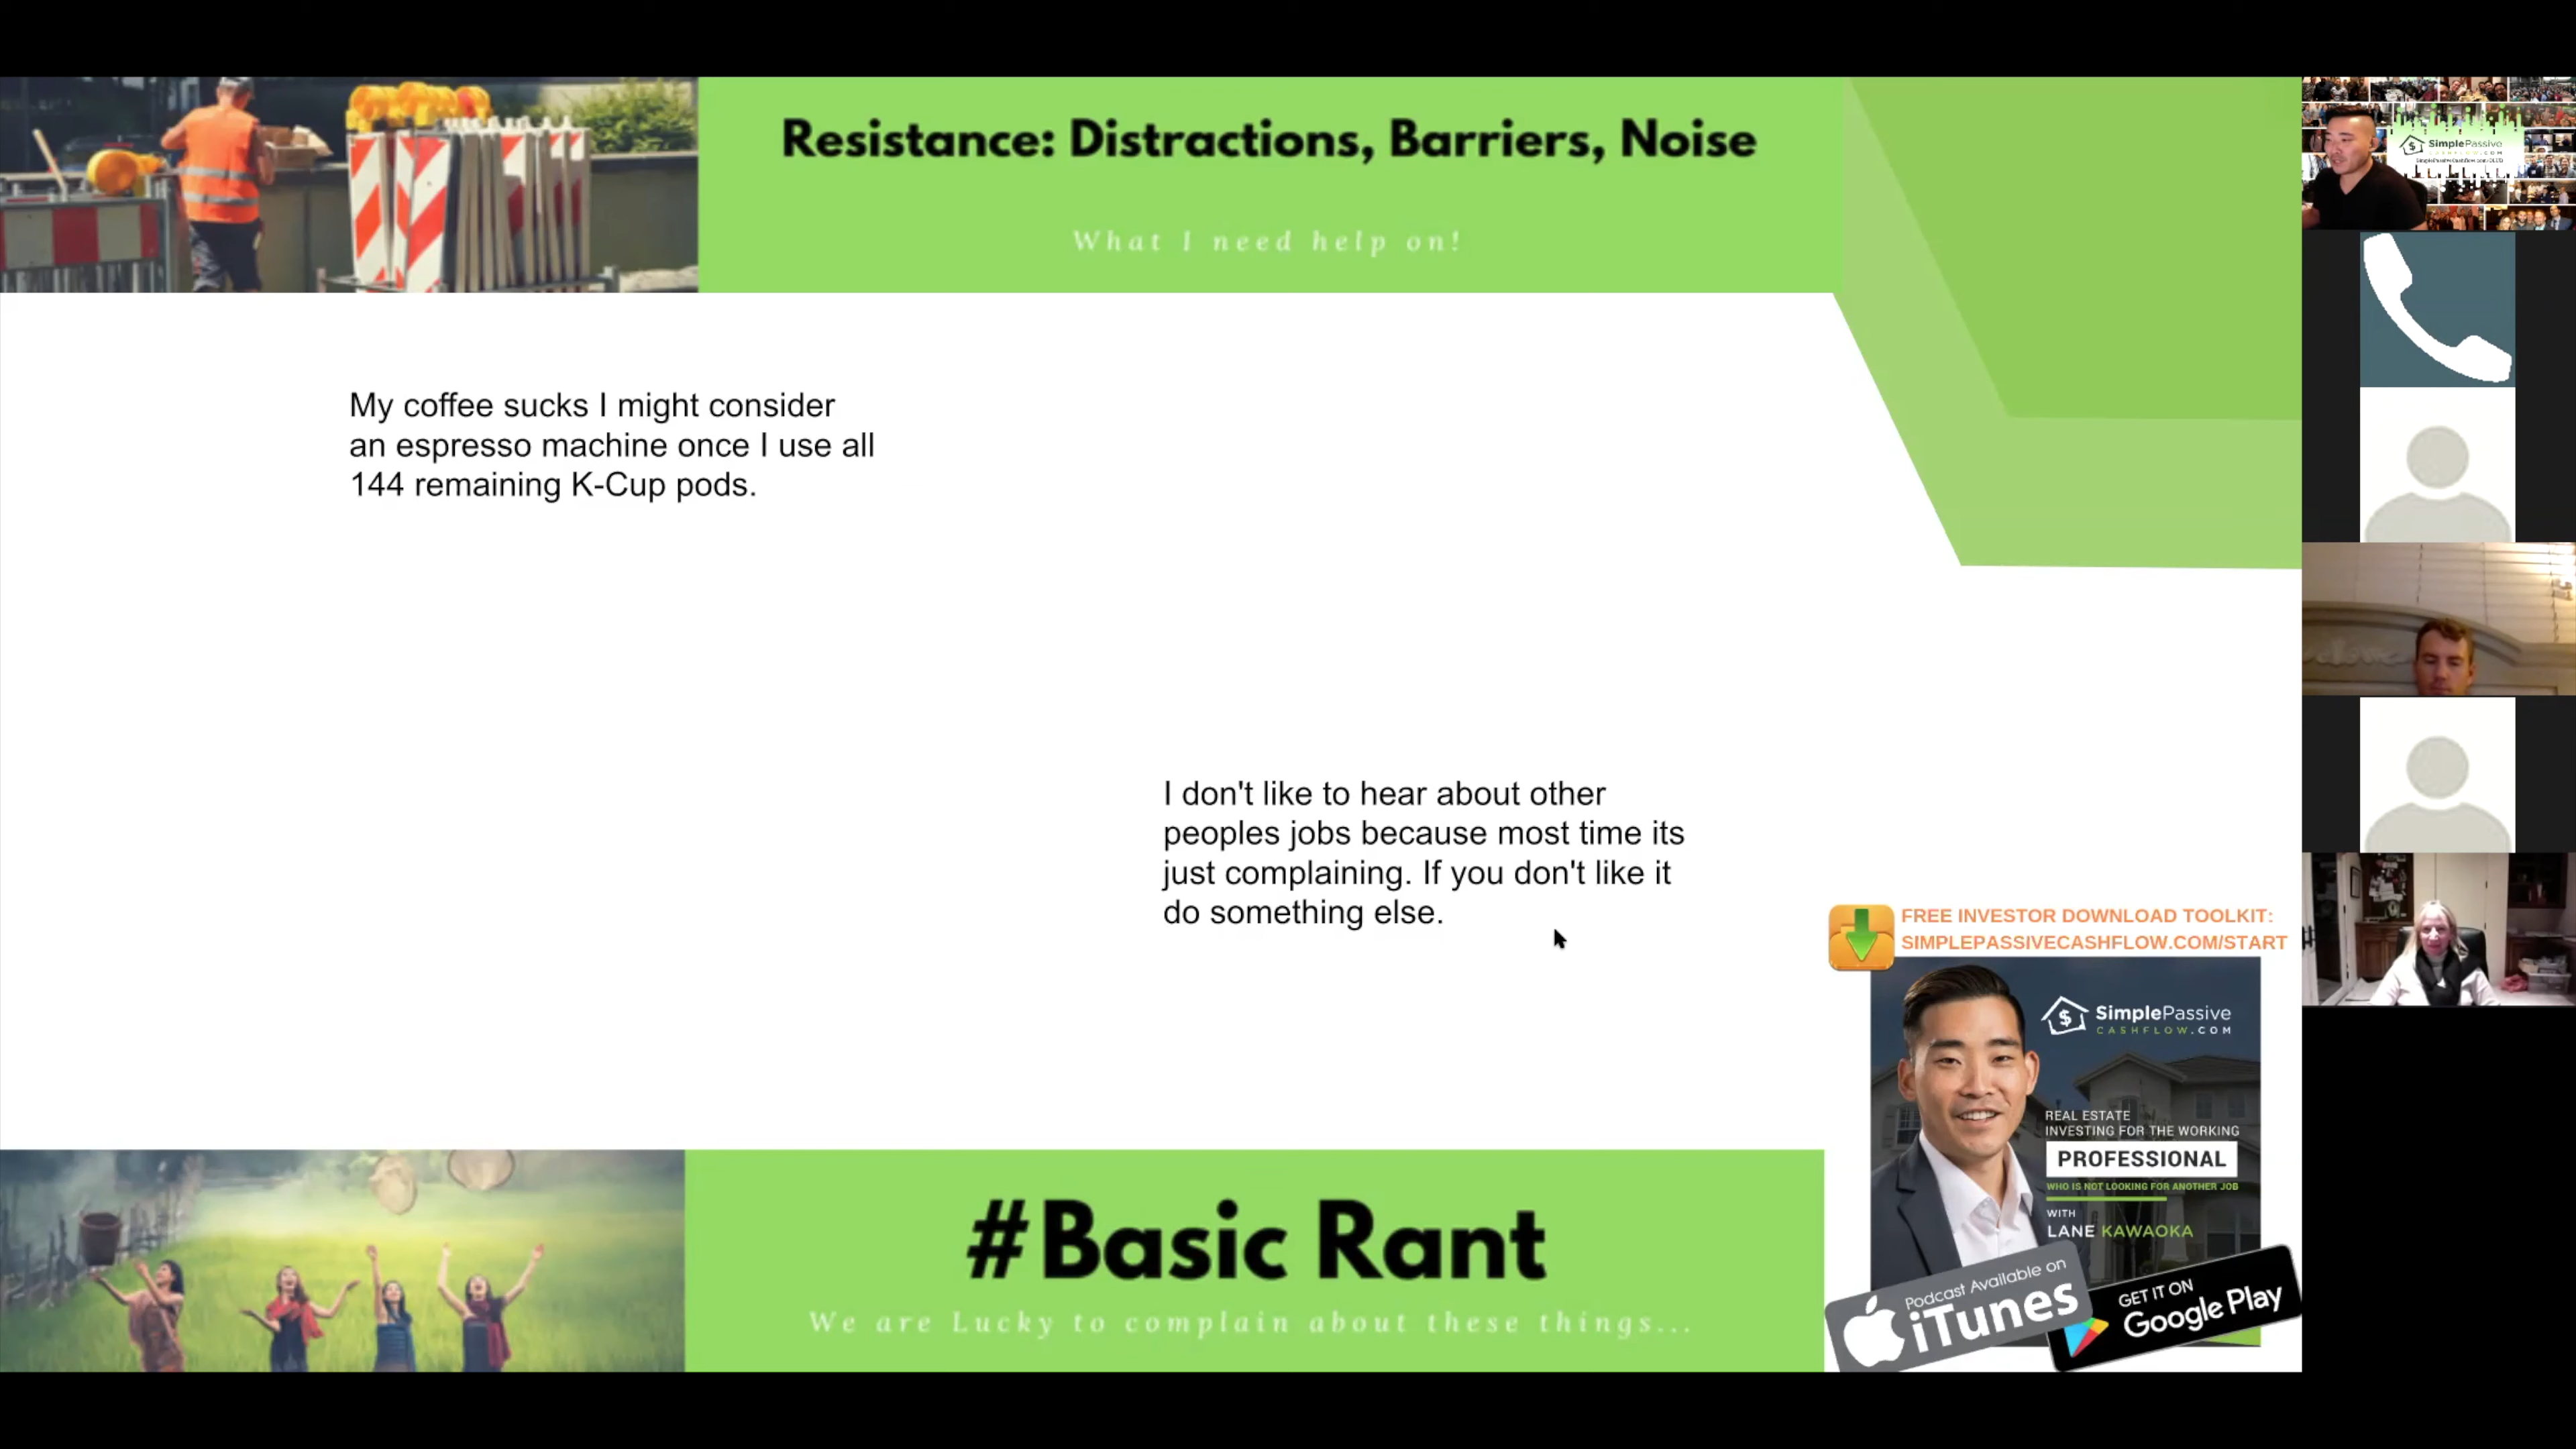 Resistance: Distractions, Barriers, Noise
What I need help on!
SimplePassive
CASHFLOW.COM
My coffee sucks I might consider
an espresso machine once I use all
144 remaining K-Cup pods.
I don't like to hear about other
peoples jobs because most time its
just complaining. If you don't like it
do something else.
FREE INVESTOR DOWNLOAD TOOLKIT:
SIMPLEPASSIVECASHFLOW.COM/START
SimplePassive
CASHFLOW.COM
REAL ESTATE
INVESTING FOR THE WORKING
PROFESSIONAL
WHO IS NOT LOOKING FOR ANOTHER JOB
WITH
LANE KAWAOKA
Podcast Available on
iTunes
GET IT ON
Google Play
#Basic Rant
We are Lucky to complain about these things...